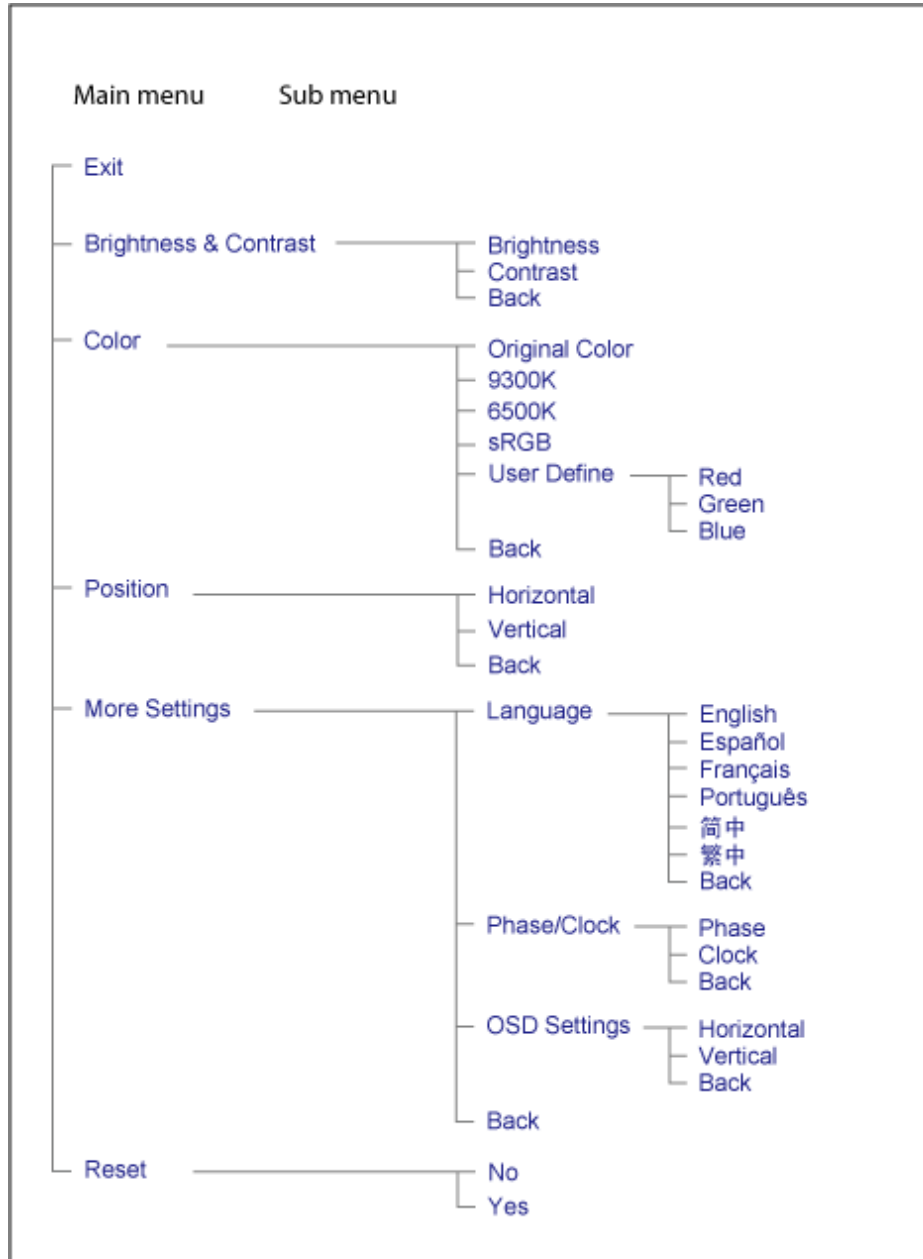 Main menu Sub menu
Exit
Brightness & Contrast Brightness
Contrast
Back
Color Original Color
9300K
6500K
sRGB
User Define Red
Green
Blue
Back
Position Horizontal
Vertical
Back
More Settings Language English
Español
Français
Português
简中
繁中
Back
Phase/Clock Phase
Clock
Back
OSD Settings Horizontal
Vertical
Back
Back
Reset No
Yes